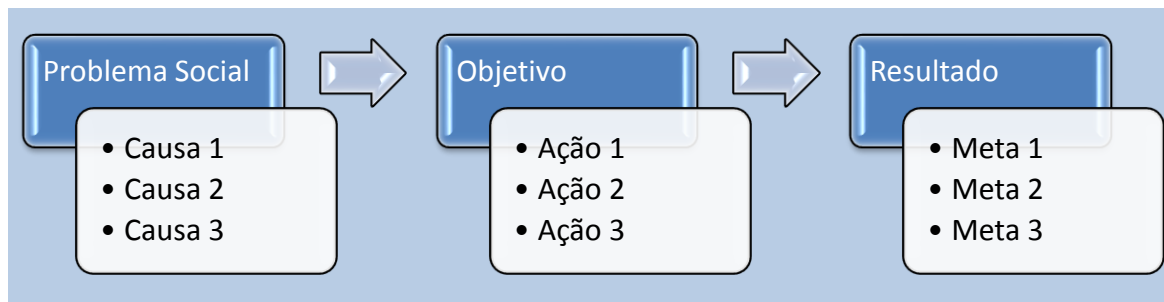 Problema Social
• Causa 1
• Causa 2
• Causa 3
Objetivo
• Ação 1
• Ação 2
• Ação 3
Resultado
• Meta 1
• Meta 2
• Meta 3